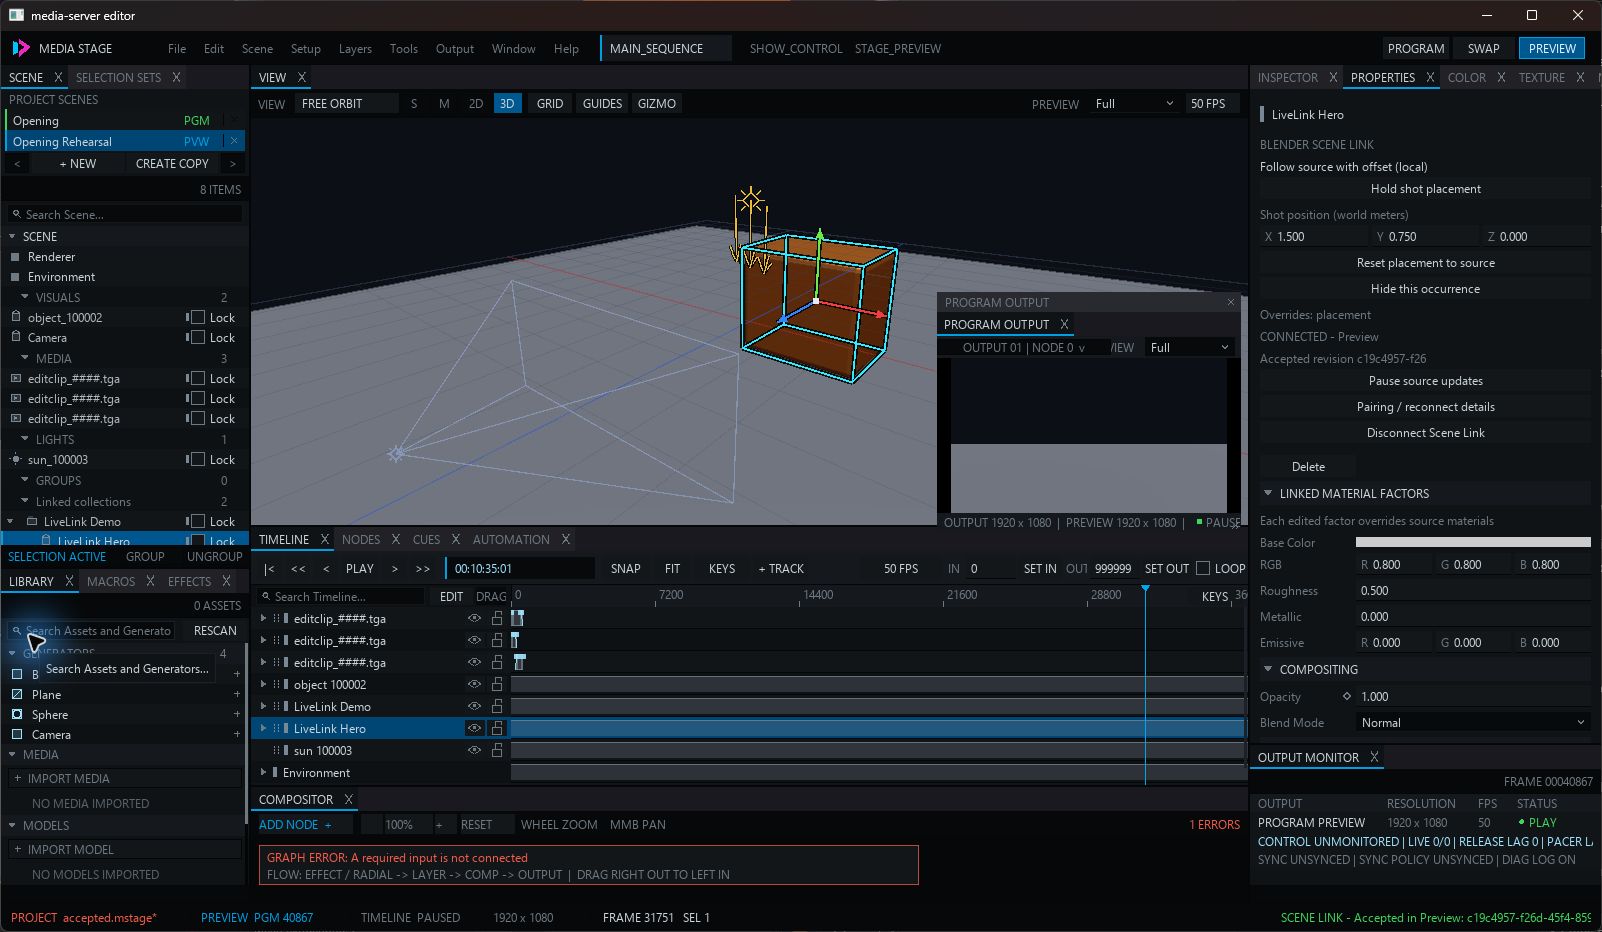 media-server editor
MEDIA STAGE File Edit Scene Setup Layers Tools Output Window Help MAIN_SEQUENCE SHOW_CONTROL STAGE_PREVIEW PROGRAM SWAP PREVIEW
SCENE X SELECTION SETS X
PROJECT SCENES
Opening PGM
Opening Rehearsal PVW
< + NEW CREATE COPY >
8 ITEMS
Search Scene...
SCENE
Renderer
Environment
VISUALS 2
object_100002 Lock
Camera Lock
MEDIA 3
editclip_####.tga Lock
editclip_####.tga Lock
editclip_####.tga Lock
LIGHTS 1
sun_100003 Lock
GROUPS 0
Linked collections 2
LiveLink Demo Lock
LiveLink Hero Lock
SELECTION ACTIVE GROUP UNGROUP
LIBRARY X MACROS X EFFECTS X
0 ASSETS
Search Assets and Generato RESCAN
GENERATORS 4
Search Assets and Generators...
B +
Plane +
Sphere +
Camera +
MEDIA
+ IMPORT MEDIA
NO MEDIA IMPORTED
MODELS
+ IMPORT MODEL
NO MODELS IMPORTED
VIEW X
VIEW FREE ORBIT S M 2D 3D GRID GUIDES GIZMO PREVIEW Full 50 FPS
PROGRAM OUTPUT
PROGRAM OUTPUT X
OUTPUT 01 | NODE 0 v /IEW Full
OUTPUT 1920 x 1080 | PREVIEW 1920 x 1080 | PAUSE
TIMELINE X NODES X CUES X AUTOMATION X
|< << < PLAY > >> 00:10:35:01 SNAP FIT KEYS + TRACK 50 FPS IN 0 SET IN OUT 999999 SET OUT LOOP
Search Timeline... EDIT DRAG 0 7200 14400 21600 28800 KEYS 360
editclip_####.tga
editclip_####.tga
editclip_####.tga
object 100002
LiveLink Demo
LiveLink Hero
sun 100003
Environment
COMPOSITOR X
ADD NODE + 100% + RESET WHEEL ZOOM MMB PAN 1 ERRORS
GRAPH ERROR: A required input is not connected
FLOW: EFFECT / RADIAL -> LAYER -> COMP -> OUTPUT | DRAG RIGHT OUT TO LEFT IN
INSPECTOR X PROPERTIES X COLOR X TEXTURE X
LiveLink Hero
BLENDER SCENE LINK
Follow source with offset (local)
Hold shot placement
Shot position (world meters)
X 1.500 Y 0.750 Z 0.000
Reset placement to source
Hide this occurrence
Overrides: placement
CONNECTED - Preview
Accepted revision c19c4957-f26
Pause source updates
Pairing / reconnect details
Disconnect Scene Link
Delete
LINKED MATERIAL FACTORS
Each edited factor overrides source materials
Base Color
RGB R 0.800 G 0.800 B 0.800
Roughness 0.500
Metallic 0.000
Emissive R 0.000 G 0.000 B 0.000
COMPOSITING
Opacity 1.000
Blend Mode Normal
OUTPUT MONITOR X
FRAME 00040867
OUTPUT RESOLUTION FPS STATUS
PROGRAM PREVIEW 1920 x 1080 50 PLAY
CONTROL UNMONITORED | LIVE 0/0 | RELEASE LAG 0 | PACER LA
SYNC UNSYNCED | SYNC POLICY UNSYNCED | DIAG LOG ON
PROJECT accepted.mstage* PREVIEW PGM 40867 TIMELINE PAUSED 1920 x 1080 FRAME 31751 SEL 1 SCENE LINK - Accepted in Preview: c19c4957-f26d-45f4-859